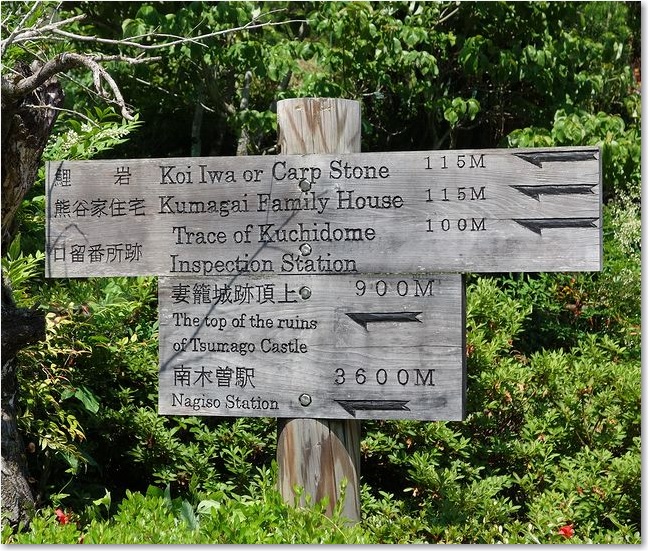 鯉 岩 Koi Iwa or Carp Stone 115M
熊谷家住宅 Kumagai Family House 115M
口留番所跡 Trace of Kuchidome 100M
Inspection Station
妻籠城跡頂上 900M
The top of the ruins
of Tsumago Castle
南木曽駅 3600M
Nagiso Station